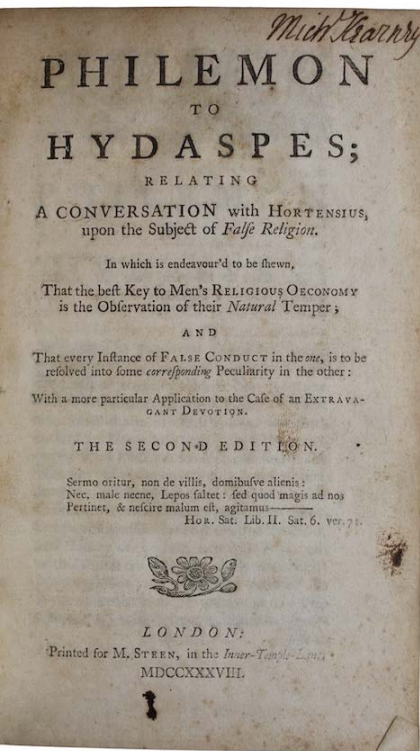 Mich Kearney
PHILEMON
TO
HYDASPES;
RELATING
A CONVERSATION with HORTENSIUS,
upon the Subject of Falſe Religion.
In which is endeavour'd to be ſhewn,
That the beſt Key to Men's RELIGIOUS OECONOMY
is the Obſervation of their Natural Temper;
AND
That every Inſtance of FALSE CONDUCT in the one, is to be
reſolved into ſome correſponding Peculiarity in the other:
With a more particular Application to the Caſe of an EXTRAVA-
GANT DEVOTION.
THE SECOND EDITION.
Sermo oritur, non de villis, domibuſve alienis:
Nec, male necne, Lepos ſaltet: ſed quod magis ad nos
Pertinet, & neſcire malum eſt, agitamus———
HOR. Sat. Lib. II. Sat. 6. ver.
LONDON:
Printed for M. STEEN, in the Inner-Temple-Lane.
MDCCXXXVIII.